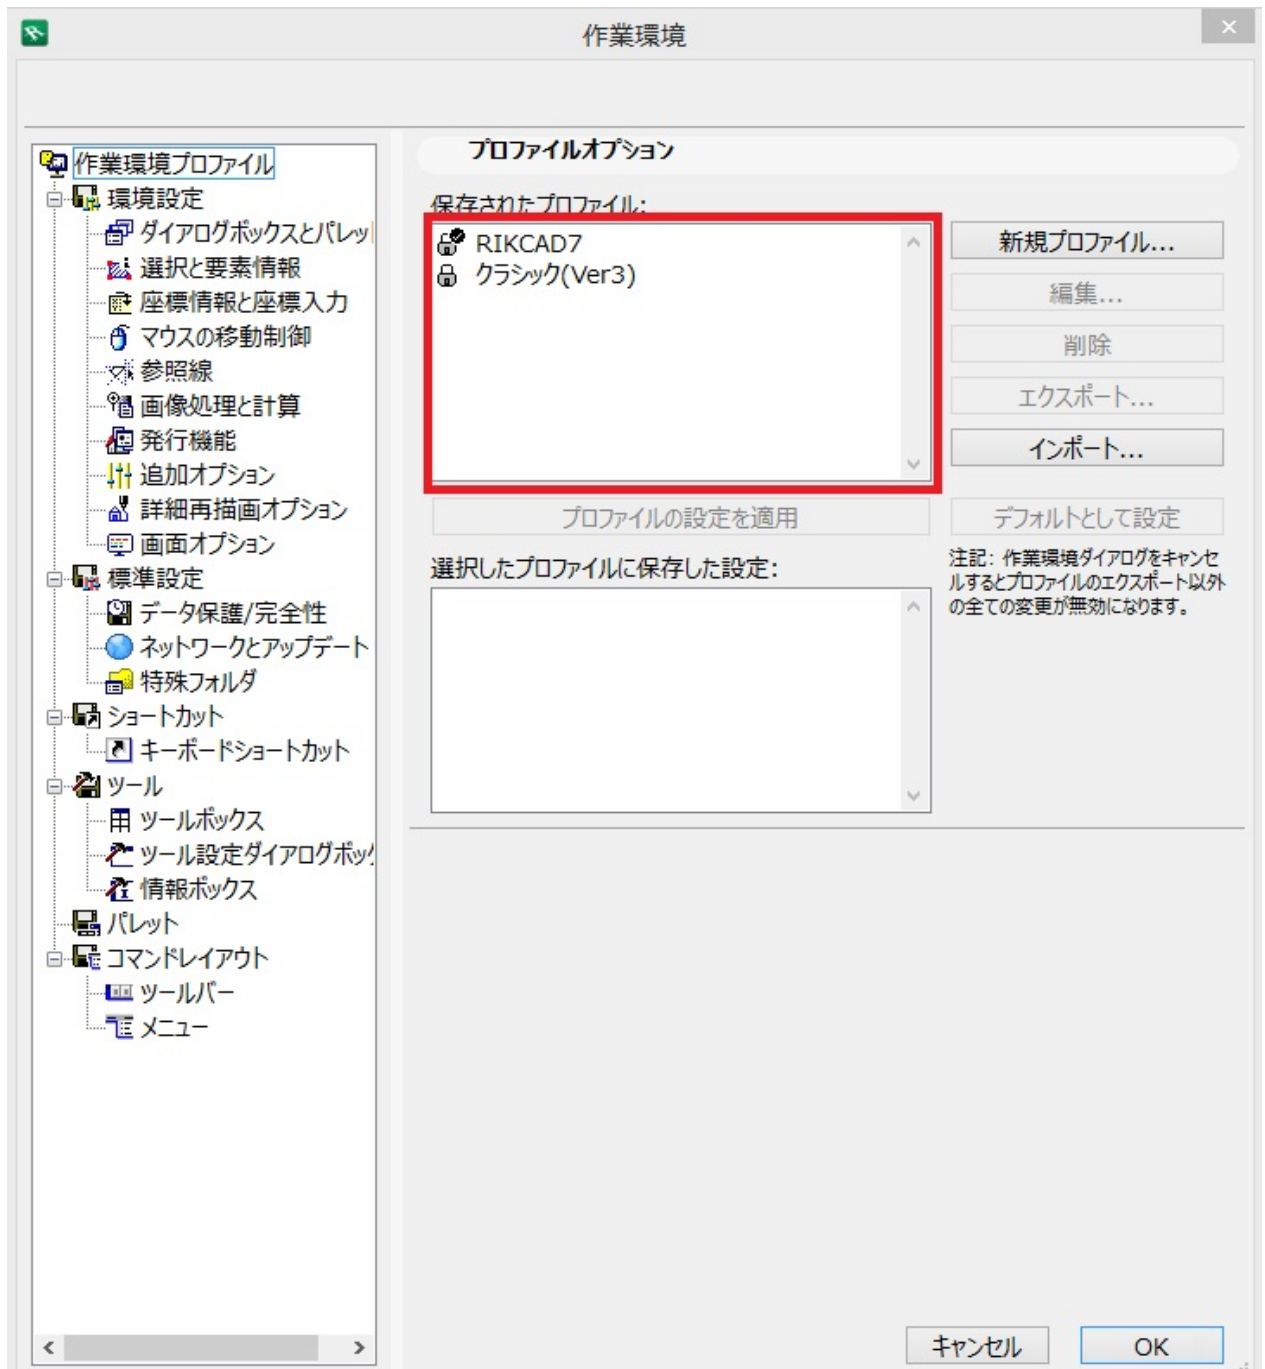 作業環境
作業環境プロファイル
環境設定
ダイアログボックスとパレッ
選択と要素情報
座標情報と座標入力
マウスの移動制御
参照線
画像処理と計算
発行機能
追加オプション
詳細再描画オプション
画面オプション
標準設定
データ保護/完全性
ネットワークとアップデート
特殊フォルダ
ショートカット
キーボードショートカット
ツール
ツールボックス
ツール設定ダイアログボッ
情報ボックス
パレット
コマンドレイアウト
ツールバー
メニュー
プロファイルオプション
保存されたプロファイル:
RIKCAD7
クラシック(Ver3)
新規プロファイル...
編集...
削除
エクスポート...
インポート...
プロファイルの設定を適用
デフォルトとして設定
選択したプロファイルに保存した設定:
注記: 作業環境ダイアログをキャンセ
ルするとプロファイルのエクスポート以外
の全ての変更が無効になります。
キャンセル
OK